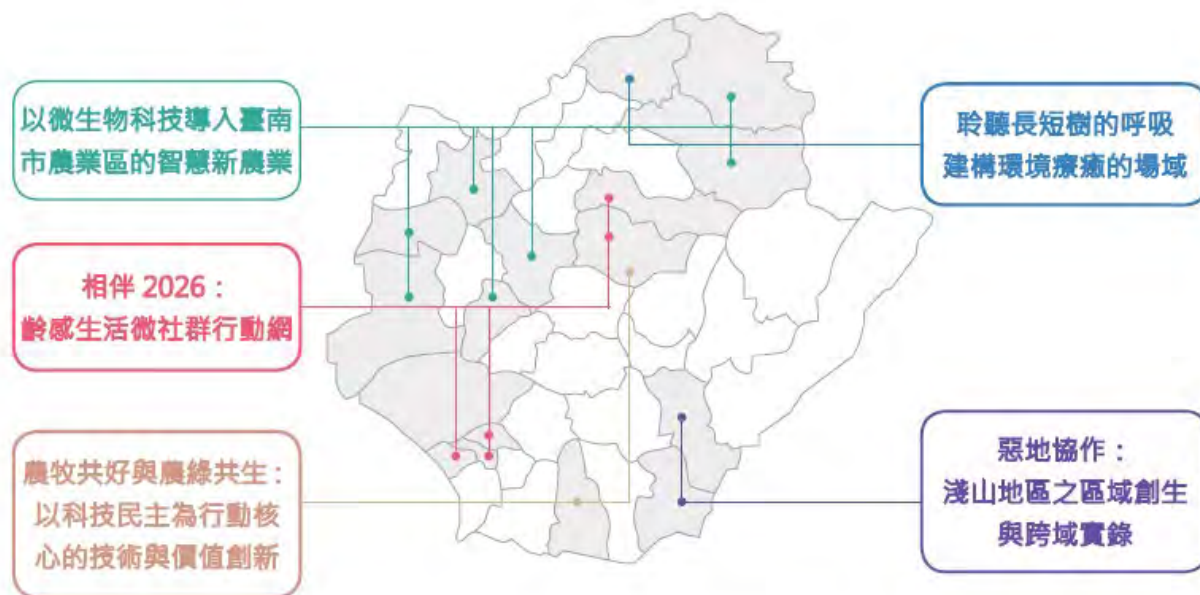 以微生物科技導入臺南
市農業區的智慧新農業
相伴 2026：
齡感生活微社群行動網
農牧共好與農綠共生：
以科技民主為行動核
心的技術與價值創新
聆聽長短樹的呼吸
建構環境療癒的場域
惡地協作：
淺山地區之區域創生
與跨域實錄